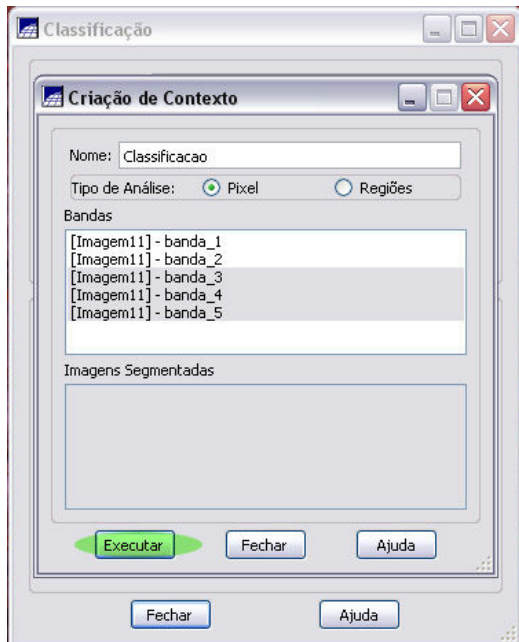 Classificação
Criação de Contexto
Nome: Classificacao
Tipo de Análise: Pixel Regiões
Bandas
[Imagem11] - banda_1
[Imagem11] - banda_2
[Imagem11] - banda_3
[Imagem11] - banda_4
[Imagem11] - banda_5
Imagens Segmentadas
Executar Fechar Ajuda
Fechar Ajuda